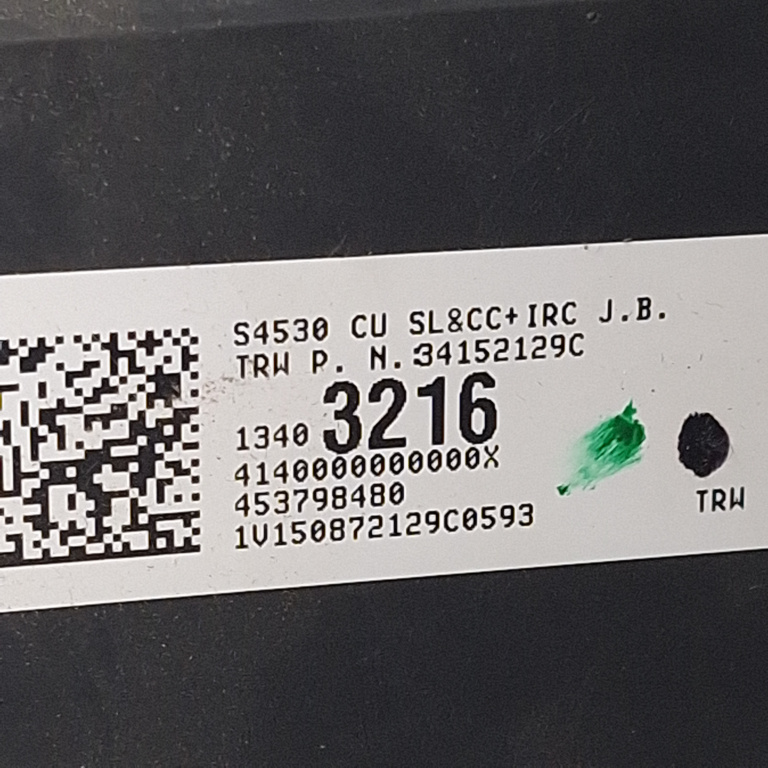 S4530 CU SL&CC+IRC J.B.
TRW P. N.34152129C
1340 3216
4140000000000X
453798480
1V150872129C0593
TRW